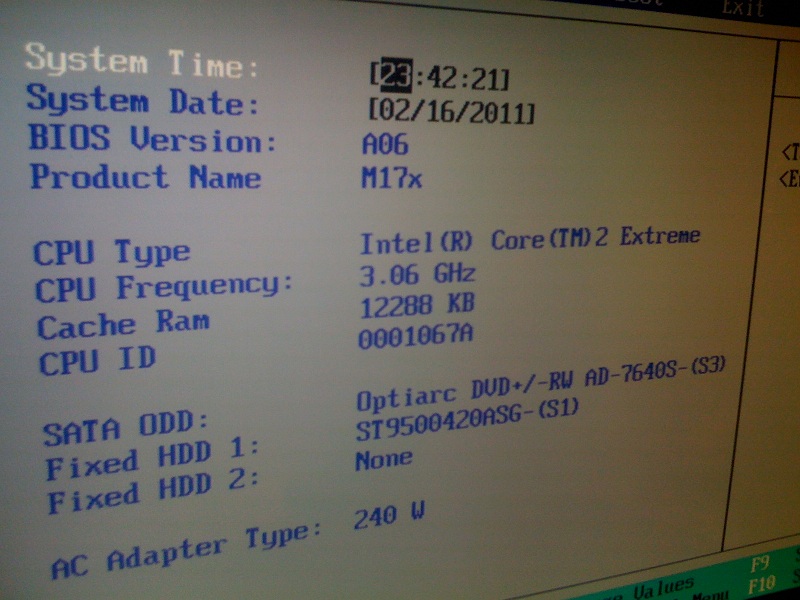 Exit
System Time: [23:42:21]
System Date: [02/16/2011]
BIOS Version: A06
Product Name M17x
CPU Type Intel(R) Core(TM)2 Extreme
CPU Frequency: 3.06 GHz
Cache Ram 12288 KB
CPU ID 0001067A
SATA ODD: Optiarc DVD+/-RW AD-7640S-(S3)
Fixed HDD 1: ST9500420ASG-(S1)
Fixed HDD 2: None
AC Adapter Type: 240 W
Values F9
Menu F10